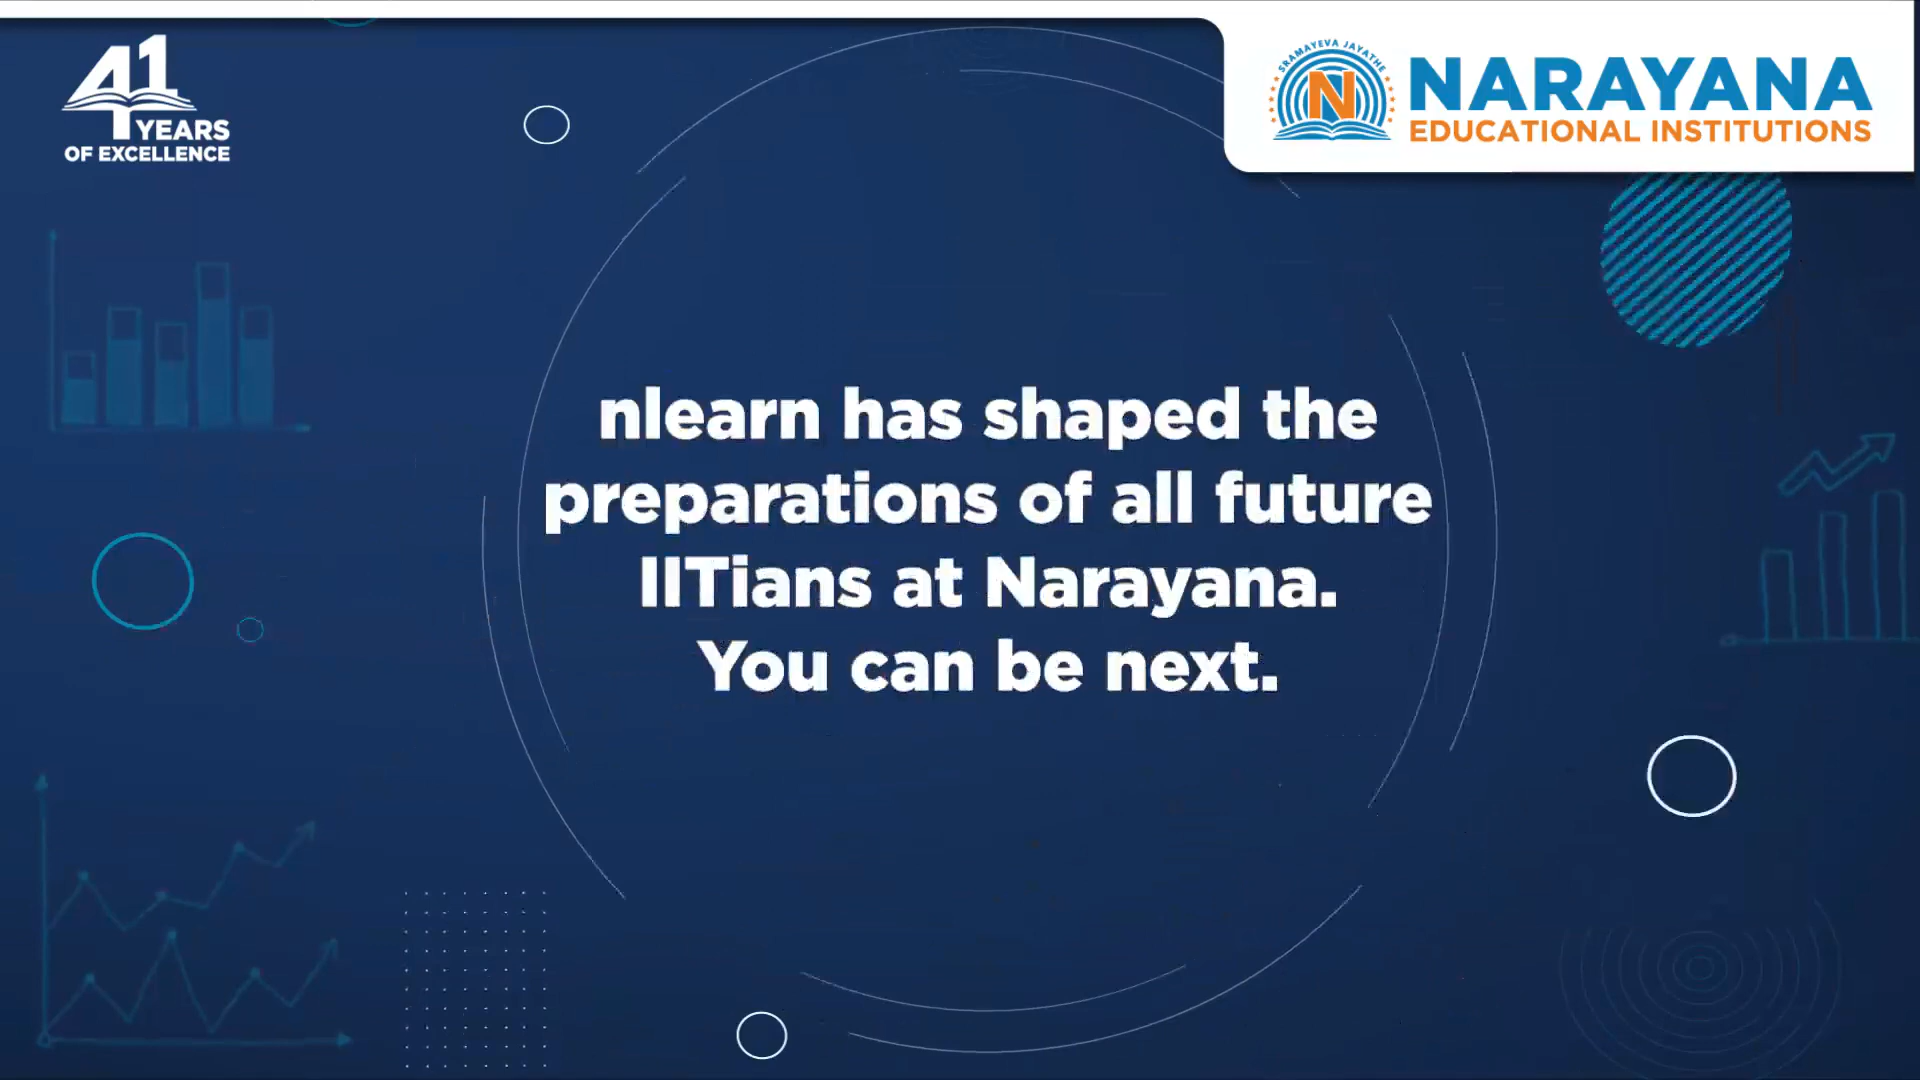 41
YEARS
OF EXCELLENCE
SRAMAYEVA JAYATHE
N
NARAYANA
EDUCATIONAL INSTITUTIONS
nlearn has shaped the
preparations of all future
IITians at Narayana.
You can be next.